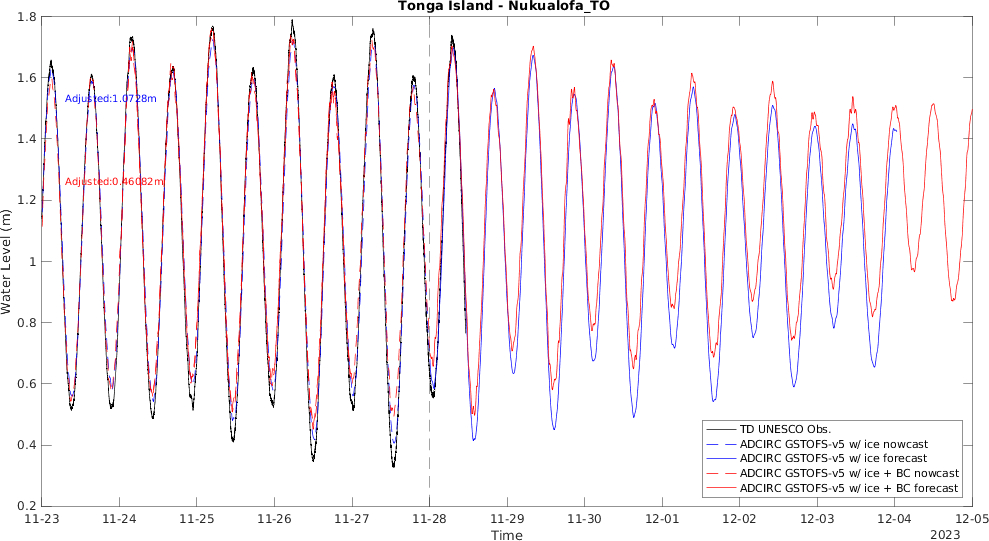 Tonga Island - Nukualofa_TO
1.8
1.6
Adjusted:1.0728m
1.4
Adjusted:0.46082m
1.2
Water Level (m)
1
0.8
0.6
0.4
0.2
TD UNESCO Obs.
ADCIRC GSTOFS-v5 w/ ice nowcast
ADCIRC GSTOFS-v5 w/ ice forecast
ADCIRC GSTOFS-v5 w/ ice + BC nowcast
ADCIRC GSTOFS-v5 w/ ice + BC forecast
11-23 11-24 11-25 11-26 11-27 11-28 11-29 11-30 12-01 12-02 12-03 12-04 12-05
Time
2023